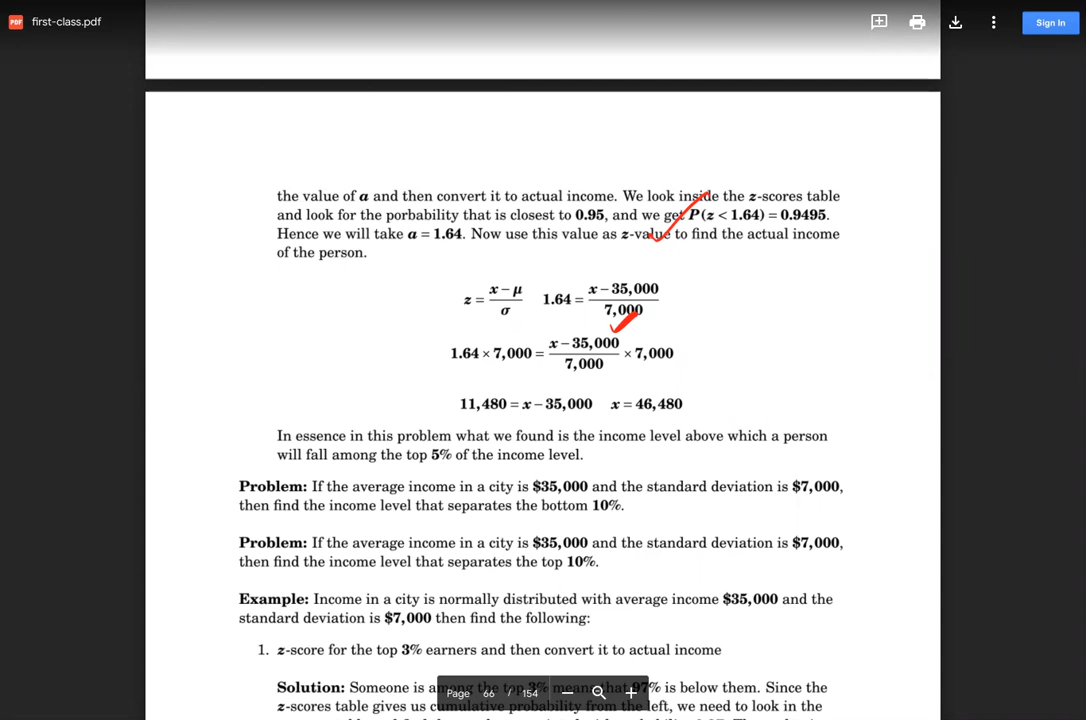 first-class.pdf
Sign In
the value of a and then convert it to actual income. We look inside the z-scores table
and look for the porbability that is closest to 0.95, and we get P(z < 1.64) = 0.9495.
Hence we will take a = 1.64. Now use this value as z-value to find the actual income
of the person.
z = (x − μ)/σ   1.64 = (x − 35,000)/7,000
1.64 × 7,000 = (x − 35,000)/7,000 × 7,000
11,480 = x − 35,000   x = 46,480
In essence in this problem what we found is the income level above which a person
will fall among the top 5% of the income level.
Problem: If the average income in a city is $35,000 and the standard deviation is $7,000,
then find the income level that separates the bottom 10%.
Problem: If the average income in a city is $35,000 and the standard deviation is $7,000,
then find the income level that separates the top 10%.
Example: Income in a city is normally distributed with average income $35,000 and the
standard deviation is $7,000 then find the following:
1. z-score for the top 3% earners and then convert it to actual income
Solution: Someone is among the top 3% means that 97% is below them. Since the
z-scores table gives us cumulative probability from the left, we need to look in the
Page 66 / 154